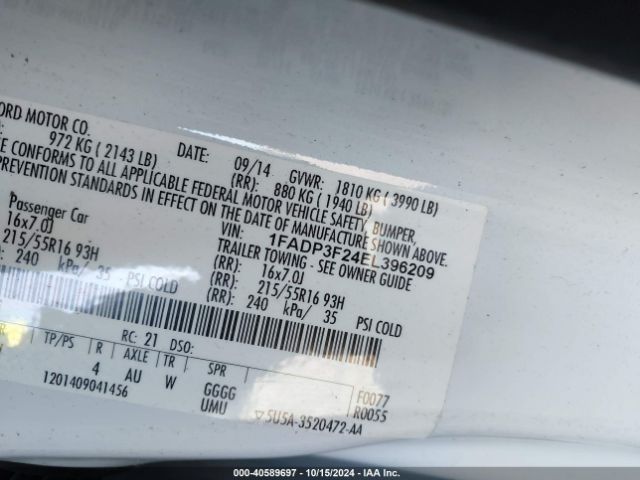 ORD MOTOR CO.
DATE: 09/14 GVWR: 1810 KG ( 3990 LB)
972 KG ( 2143 LB) (RR): 880 KG ( 1940 LB)
E CONFORMS TO ALL APPLICABLE FEDERAL MOTOR VEHICLE SAFETY, BUMPER,
PREVENTION STANDARDS IN EFFECT ON THE DATE OF MANUFACTURE SHOWN ABOVE.
VIN: 1FADP3F24EL396209
Passenger Car TRAILER TOWING - SEE OWNER GUIDE
16x7.0J (RR): 16x7.0J
215/55R16 93H (RR): 215/55R16 93H
240 kPa/ 35 PSI COLD (RR): 240 kPa/ 35 PSI COLD
RC: 21 DSO:
TP/PS R AXLE TR SPR
4 AU W GGGG F0077
1201409041456 UMU R0055
5U5A-3520472-AA
000-40589697 - 10/15/2024 - IAA Inc.